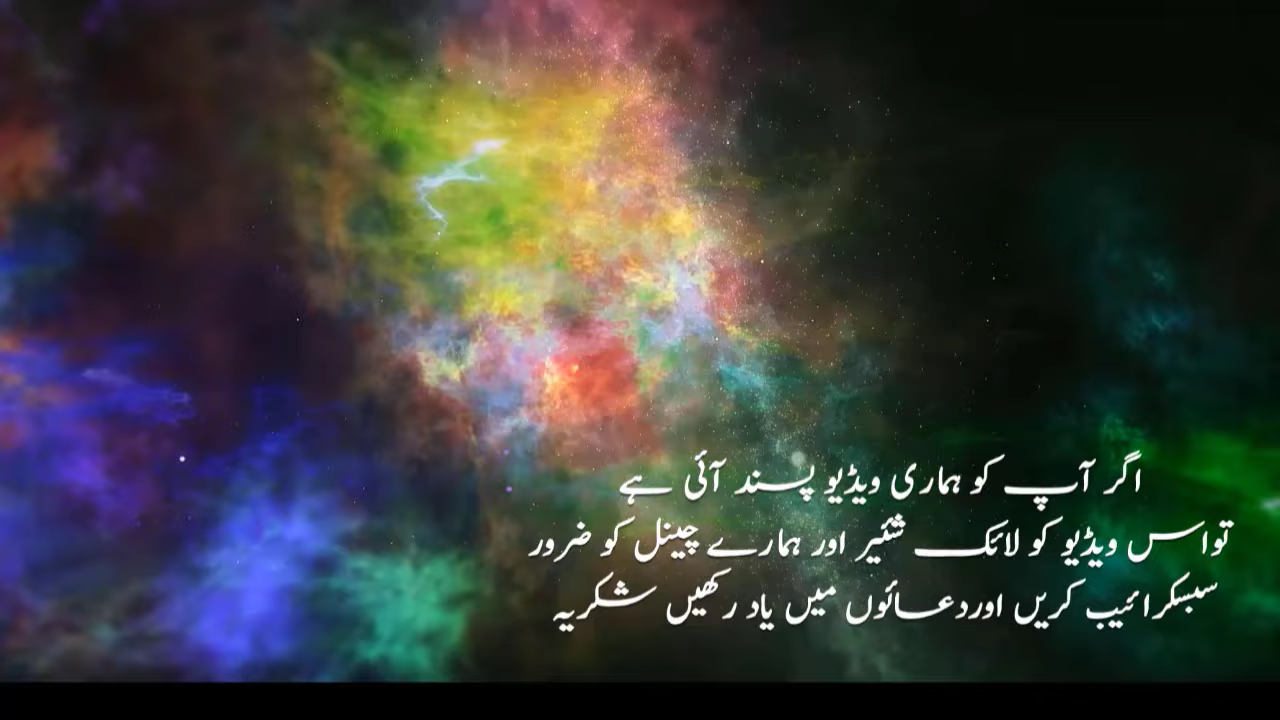 اگر آپ کو ہماری ویڈیو پسند آئی ہے
تواس ویڈیو کو لائک شئیر اور ہمارے چینل کو ضرور
سبسکرائیب کریں اوردعائوں میں یاد رکھیں شکریہ